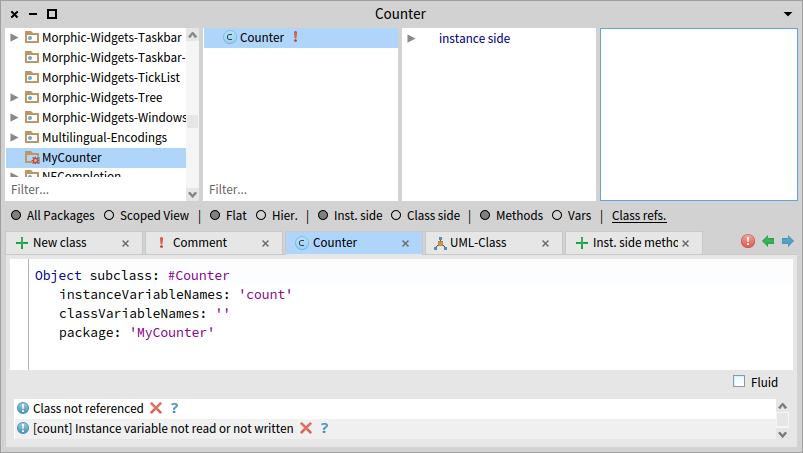 Counter
Morphic-Widgets-Taskbar
Morphic-Widgets-Taskbar-
Morphic-Widgets-TickList
Morphic-Widgets-Tree
Morphic-Widgets-Windows
Multilingual-Encodings
MyCounter
NECompletion
Filter...
Counter
Filter...
instance side
All Packages Scoped View | Flat Hier. | Inst. side Class side | Methods Vars | Class refs.
New class Comment Counter UML-Class Inst. side methc
Object subclass: #Counter
instanceVariableNames: 'count'
classVariableNames: ''
package: 'MyCounter'
Fluid
Class not referenced ?
[count] Instance variable not read or not written ?